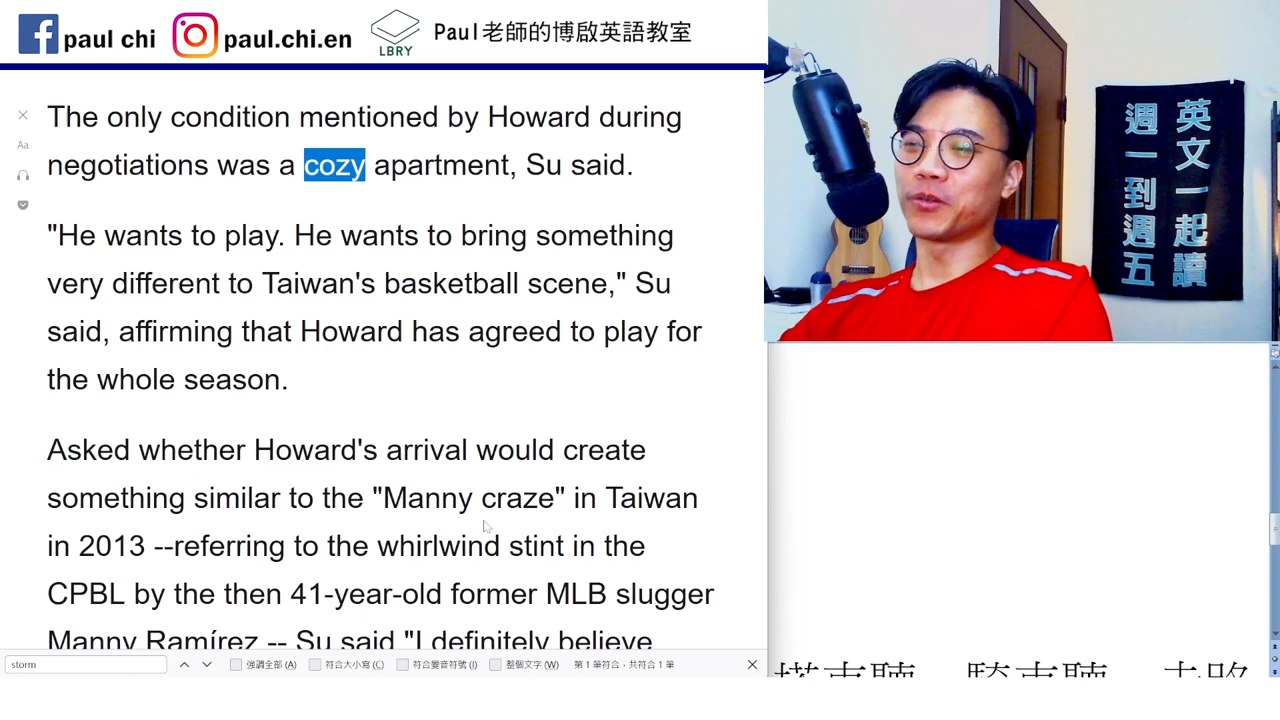 paul chi
paul.chi.en
LBRY
Paul老師的博啟英語教室
The only condition mentioned by Howard during
negotiations was a cozy apartment, Su said.
"He wants to play. He wants to bring something
very different to Taiwan's basketball scene," Su
said, affirming that Howard has agreed to play for
the whole season.
Asked whether Howard's arrival would create
something similar to the "Manny craze" in Taiwan
in 2013 --referring to the whirlwind stint in the
CPBL by the then 41-year-old former MLB slugger
Manny Ramírez -- Su said "I definitely believe
Aa
storm
強調全部 (A)
符合大小寫 (C)
符合變音符號 (I)
整個文字 (W)
第 1 筆符合,共符合 1 筆
英文一起讀
週一到週五